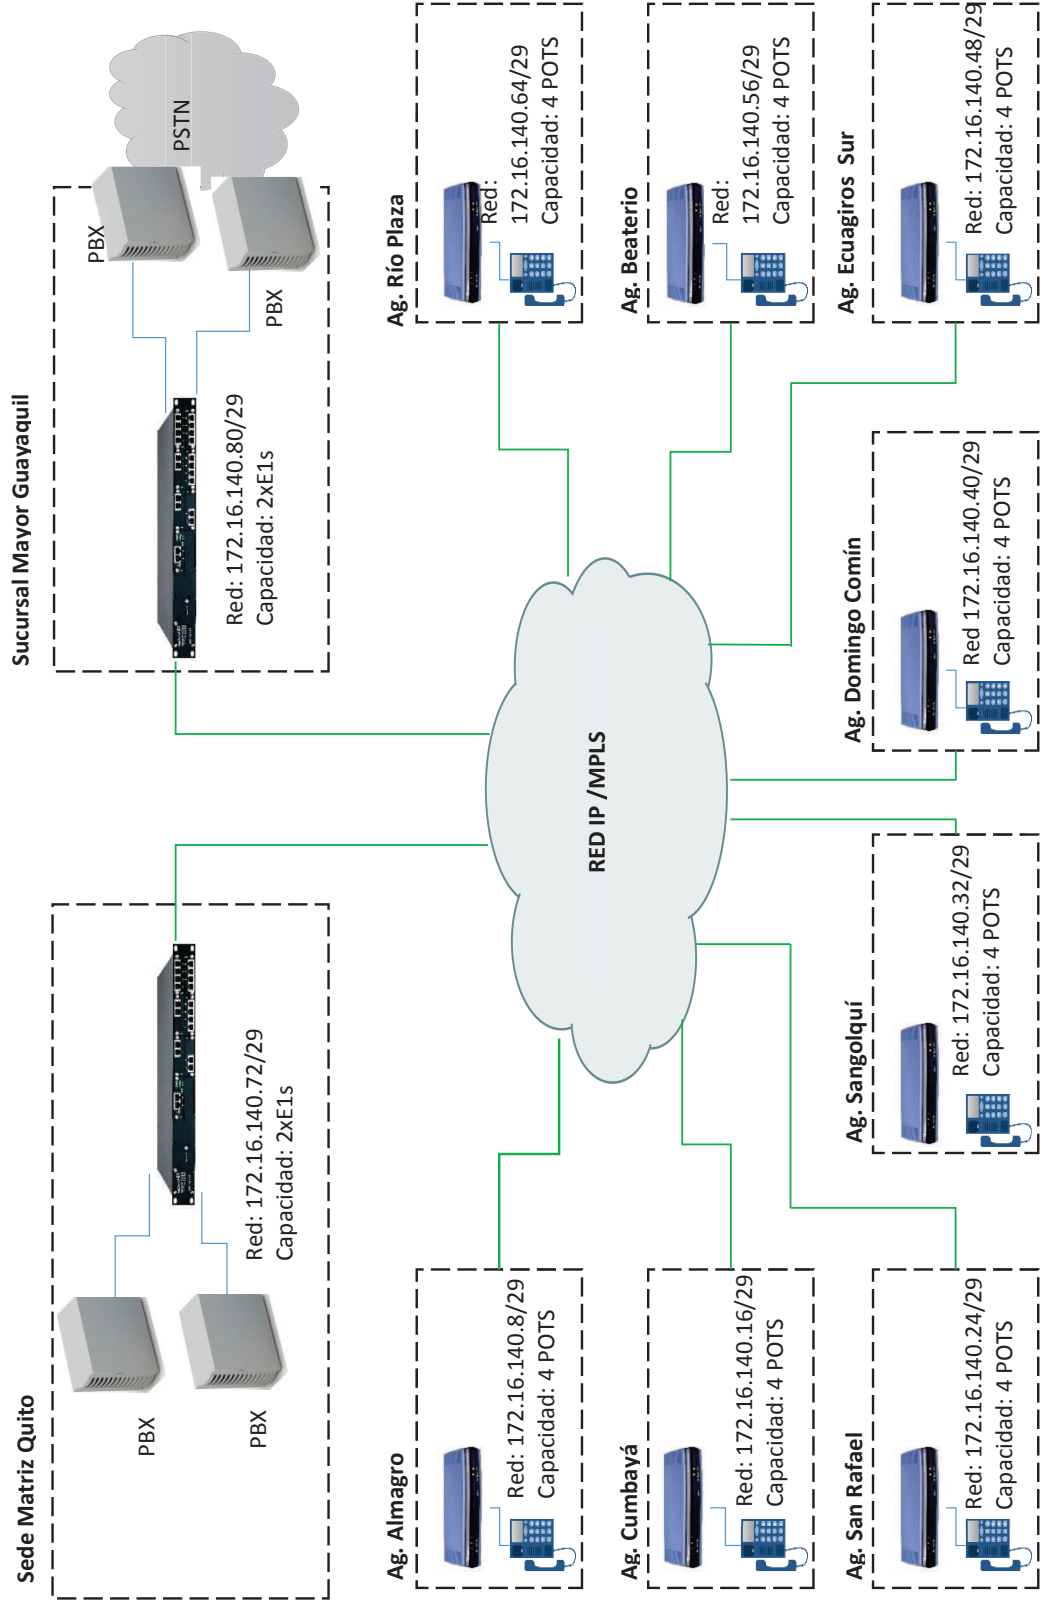 Sede Matriz Quito
PBX
PBX
Red: 172.16.140.72/29
Capacidad: 2xE1s
Sucursal Mayor Guayaquil
PBX
PBX
PSTN
Red: 172.16.140.80/29
Capacidad: 2xE1s
RED IP /MPLS
Ag. Almagro
Red: 172.16.140.8/29
Capacidad: 4 POTS
Ag. Río Plaza
Red:
172.16.140.64/29
Capacidad: 4 POTS
Ag. Cumbayá
Red: 172.16.140.16/29
Capacidad: 4 POTS
Ag. Beaterio
Red:
172.16.140.56/29
Capacidad: 4 POTS
Ag. San Rafael
Red: 172.16.140.24/29
Capacidad: 4 POTS
Ag. Sangolquí
Red: 172.16.140.32/29
Capacidad: 4 POTS
Ag. Domingo Comín
Red 172.16.140.40/29
Capacidad: 4 POTS
Ag. Ecuagiros Sur
Red: 172.16.140.48/29
Capacidad: 4 POTS